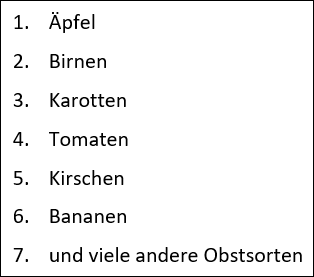 1. Äpfel
2. Birnen
3. Karotten
4. Tomaten
5. Kirschen
6. Bananen
7. und viele andere Obstsorten